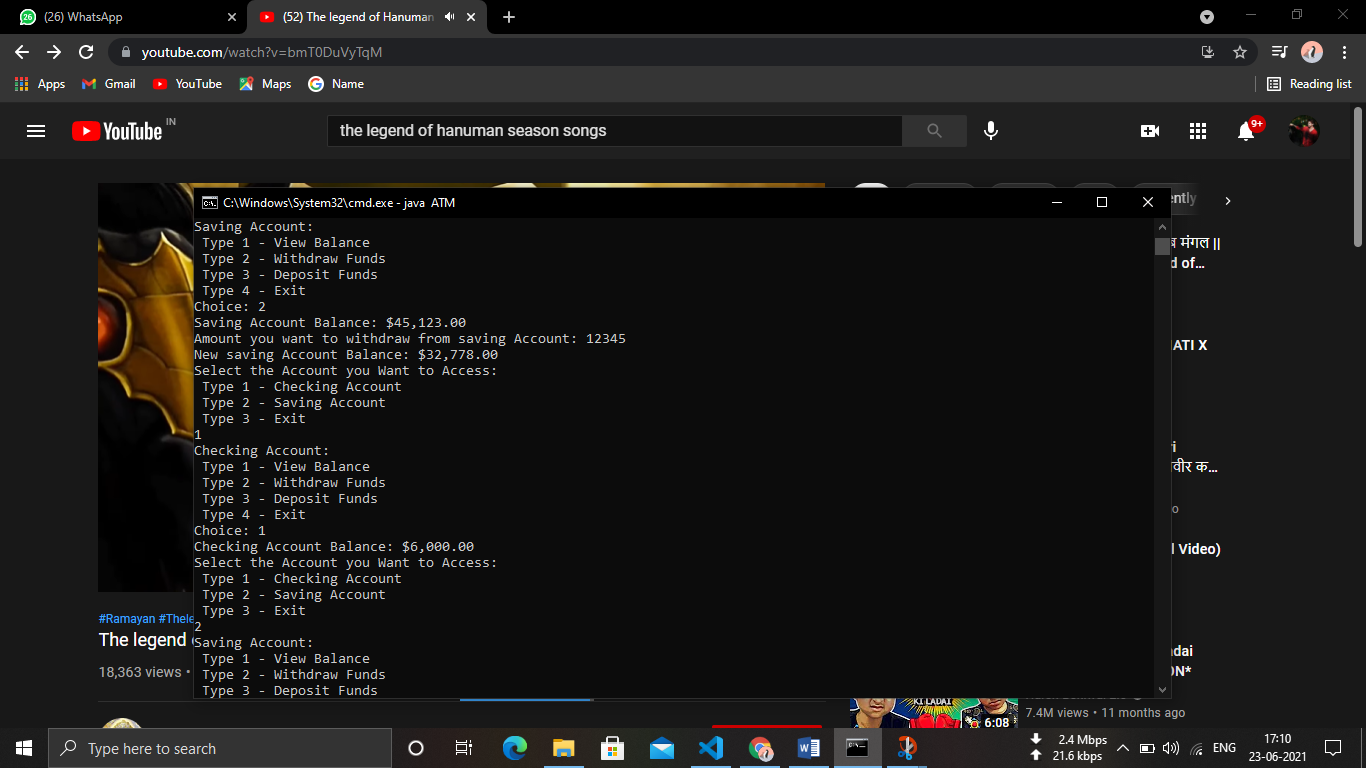 (26) WhatsApp
(52) The legend of Hanuman
youtube.com/watch?v=bmT0DuVyTqM
Apps Gmail YouTube Maps Name Reading list
YouTube IN
the legend of hanuman season songs
9+
C:\Windows\System32\cmd.exe - java ATM
Saving Account:
Type 1 - View Balance
Type 2 - Withdraw Funds
Type 3 - Deposit Funds
Type 4 - Exit
Choice: 2
Saving Account Balance: $45,123.00
Amount you want to withdraw from saving Account: 12345
New saving Account Balance: $32,778.00
Select the Account you Want to Access:
Type 1 - Checking Account
Type 2 - Saving Account
Type 3 - Exit
1
Checking Account:
Type 1 - View Balance
Type 2 - Withdraw Funds
Type 3 - Deposit Funds
Type 4 - Exit
Choice: 1
Checking Account Balance: $6,000.00
Select the Account you Want to Access:
Type 1 - Checking Account
Type 2 - Saving Account
Type 3 - Exit
2
Saving Account:
Type 1 - View Balance
Type 2 - Withdraw Funds
Type 3 - Deposit Funds
#Ramayan #Thele
The legend
18,363 views •
मंगल ||
of...
X
क...
Video)
KI LADAI
6:08
7.4M views • 11 months ago
Type here to search
2.4 Mbps
21.6 kbps
ENG
17:10
23-06-2021